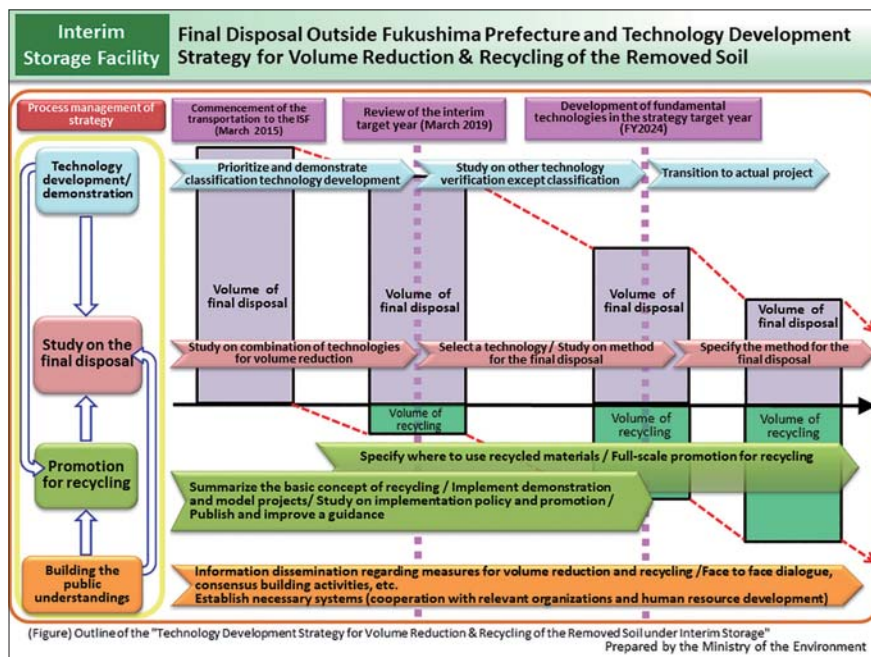 Interim
Storage Facility
Final Disposal Outside Fukushima Prefecture and Technology Development
Strategy for Volume Reduction & Recycling of the Removed Soil
Process management of
strategy
Commencement of the
transportation to the ISF
(March 2015)
Review of the interim
target year (March 2019)
Development of fundamental
technologies in the strategy target year
(FY2024)
Technology
development/
demonstration
Prioritize and demonstrate
classification technology development
Study on other technology
verification except classification
Transition to actual project
Volume of
final disposal
Volume of
final disposal
Volume of
final disposal
Volume of
final disposal
Study on the
final disposal
Study on combination of technologies
for volume reduction
Select a technology/ Study on method
for the final disposal
Specify the method for the
final disposal
Volume of
recycling
Volume of
recycling
Volume of
recycling
Promotion
for recycling
Specify where to use recycled materials / Full-scale promotion for recycling
Summarize the basic concept of recycling / Implement demonstration
and model projects/ Study on implementation policy and promotion /
Publish and improve a guidance
Building the
public
understandings
Information dissemination regarding measures for volume reduction and recycling /Face to face dialogue,
consensus building activities, etc.
Establish necessary systems (cooperation with relevant organizations and human resource development)
(Figure) Outline of the "Technology Development Strategy for Volume Reduction & Recycling of the Removed Soil under Interim Storage"
Prepared by the Ministry of the Environment